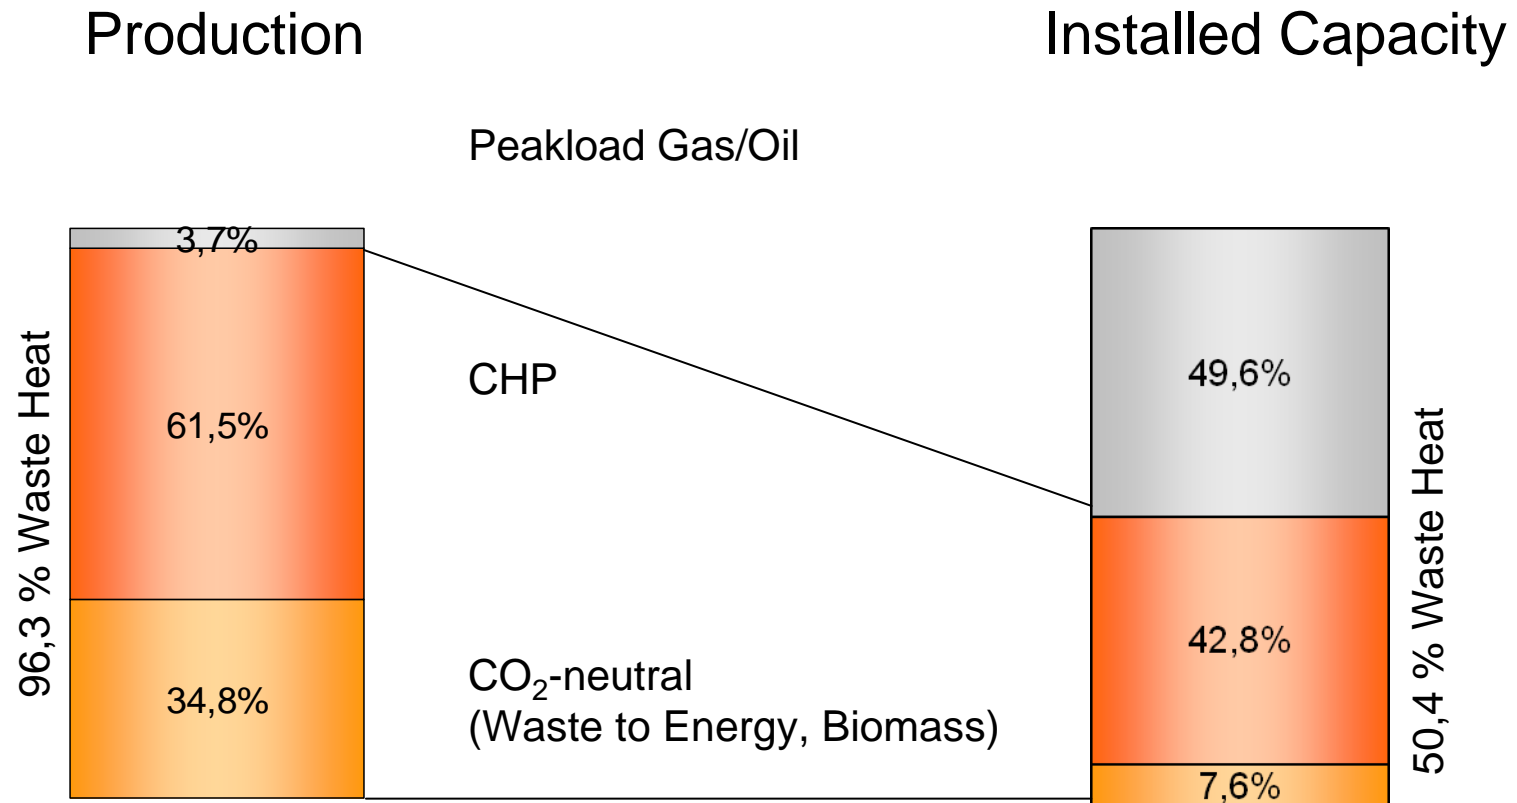 Production
Installed Capacity
Peakload Gas/Oil
3,7%
CHP
49,6%
61,5%
96,3 % Waste Heat
50,4 % Waste Heat
42,8%
CO₂-neutral
(Waste to Energy, Biomass)
34,8%
7,6%